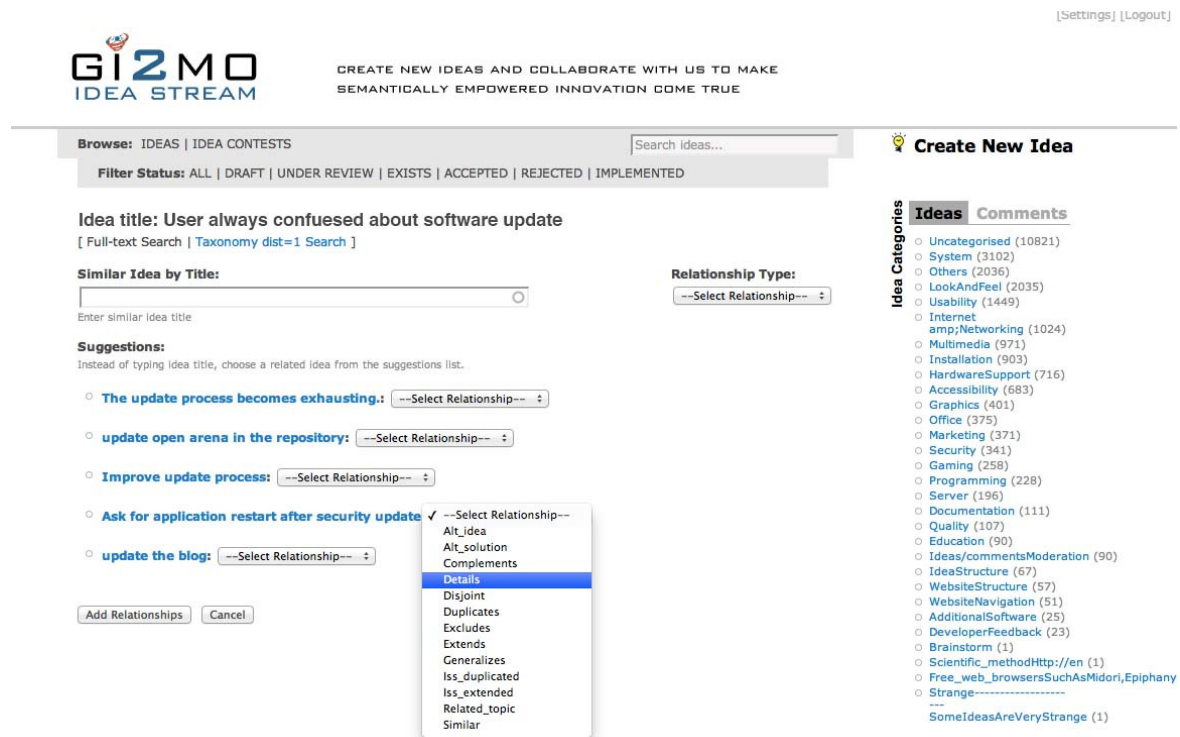 [Settings] [Logout]
GI2MO
IDEA STREAM
CREATE NEW IDEAS AND COLLABORATE WITH US TO MAKE
SEMANTICALLY EMPOWERED INNOVATION COME TRUE
Browse: IDEAS | IDEA CONTESTS
Search ideas...
Filter Status: ALL | DRAFT | UNDER REVIEW | EXISTS | ACCEPTED | REJECTED | IMPLEMENTED
Idea title: User always confuesed about software update
[ Full-text Search | Taxonomy dist=1 Search ]
Similar Idea by Title:
Relationship Type:
--Select Relationship--
Enter similar idea title
Suggestions:
Instead of typing idea title, choose a related idea from the suggestions list.
The update process becomes exhausting.: --Select Relationship--
update open arena in the repository: --Select Relationship--
Improve update process: --Select Relationship--
Ask for application restart after security update
✓ --Select Relationship--
Alt_idea
Alt_solution
Complements
Details
Disjoint
Duplicates
Excludes
Extends
Generalizes
Iss_duplicated
Iss_extended
Related_topic
Similar
update the blog: --Select Relationship--
Add Relationships Cancel
Create New Idea
Idea Categories
Ideas Comments
Uncategorised (10821)
System (3102)
Others (2036)
LookAndFeel (2035)
Usability (1449)
Internet
amp;Networking (1024)
Multimedia (971)
Installation (903)
HardwareSupport (716)
Accessibility (683)
Graphics (401)
Office (375)
Marketing (371)
Security (341)
Gaming (258)
Programming (228)
Server (196)
Documentation (111)
Quality (107)
Education (90)
Ideas/commentsModeration (90)
IdeaStructure (67)
WebsiteStructure (57)
WebsiteNavigation (51)
AdditionalSoftware (25)
DeveloperFeedback (23)
Brainstorm (1)
Scientific_methodHttp://en (1)
Free_web_browsersSuchAsMidori,Epiphany
Strange------------------
---
SomeIdeasAreVeryStrange (1)